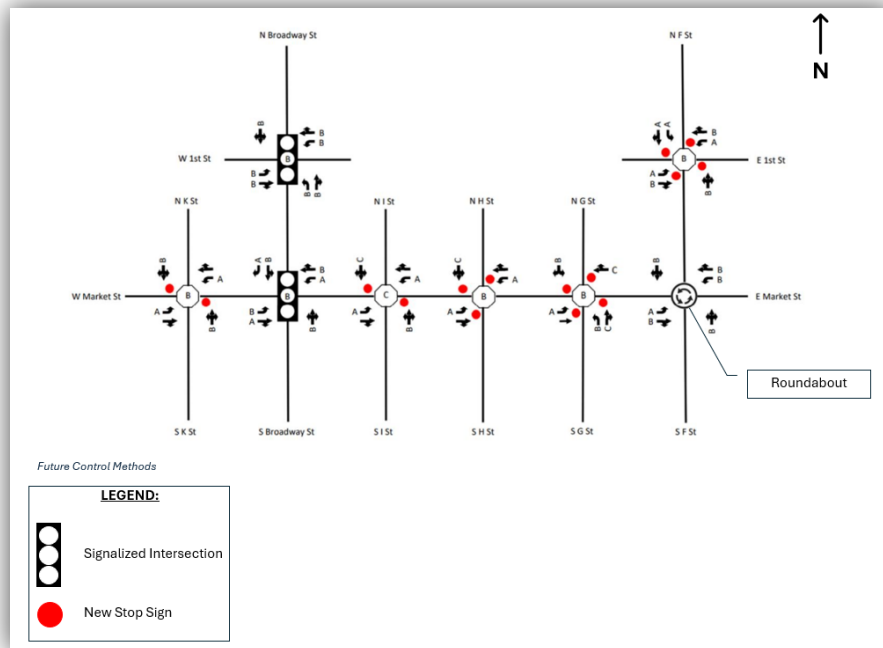 N Broadway St
N F St
N
B
A A
B
B
B
A
W 1st St
B
B
E 1st St
B
B
A
B
B B
B
N K St
N I St
N H St
N G St
B
A
A B
B
A
C
A
C
A
B
C
B
B
B
W Market St
B
B
C
B
B
E Market St
A
B
B
A
B
A
B
A
B
A
B C
A
B
B
Roundabout
S K St
S Broadway St
S I St
S H St
S G St
S F St
Future Control Methods
LEGEND:
Signalized Intersection
New Stop Sign